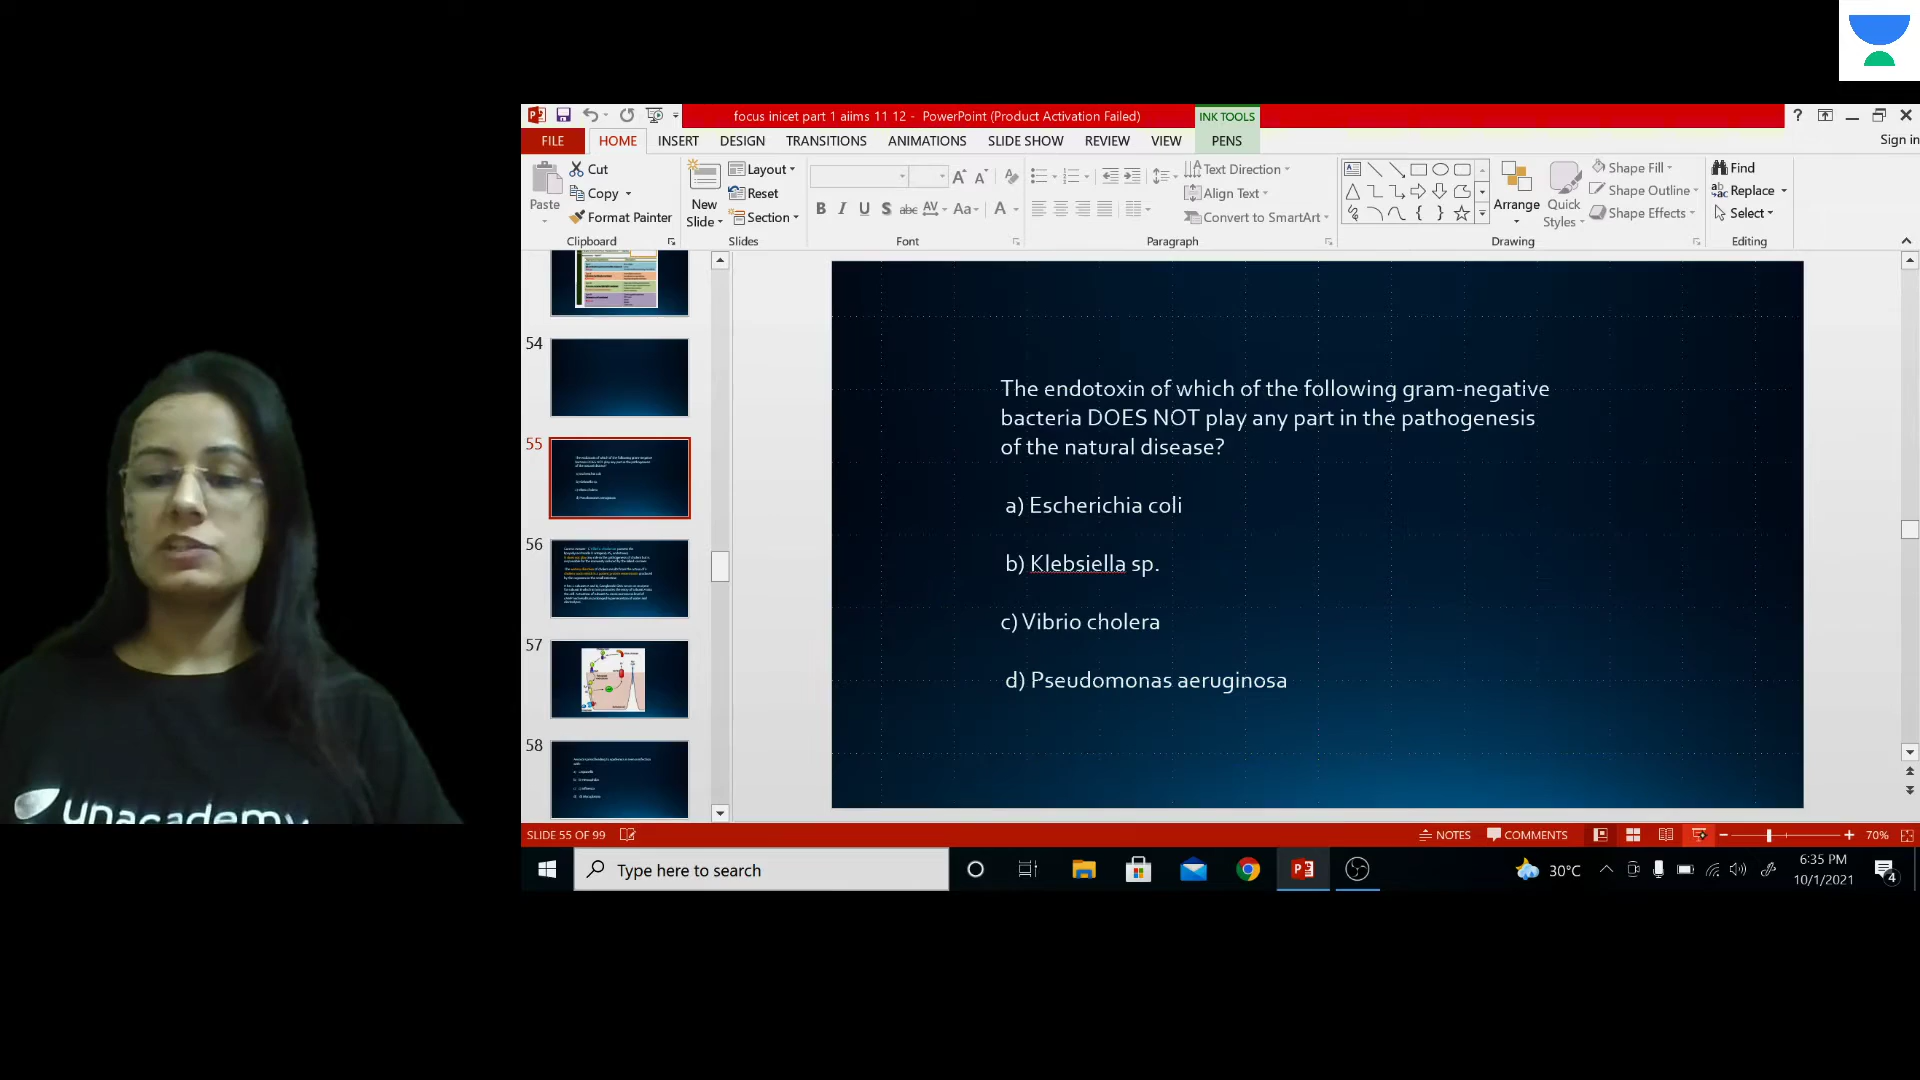 focus inicet part 1 aiims 11 12 - PowerPoint (Product Activation Failed)
INK TOOLS
Sign in
FILE HOME INSERT DESIGN TRANSITIONS ANIMATIONS SLIDE SHOW REVIEW VIEW PENS
Paste
Cut
Copy
Format Painter
Clipboard
New Slide
Layout
Reset
Section
Slides
Font
Text Direction
Align Text
Convert to SmartArt
Paragraph
Arrange
Quick Styles
Shape Fill
Shape Outline
Shape Effects
Drawing
Find
Replace
Select
Editing
54
55
56
57
58
The endotoxin of which of the following gram-negative
bacteria DOES NOT play any part in the pathogenesis
of the natural disease?
a) Escherichia coli
b) Klebsiella sp.
c) Vibrio cholera
d) Pseudomonas aeruginosa
unacademy
SLIDE 55 OF 99
NOTES COMMENTS 70%
Type here to search
30°C
6:35 PM
10/1/2021
4